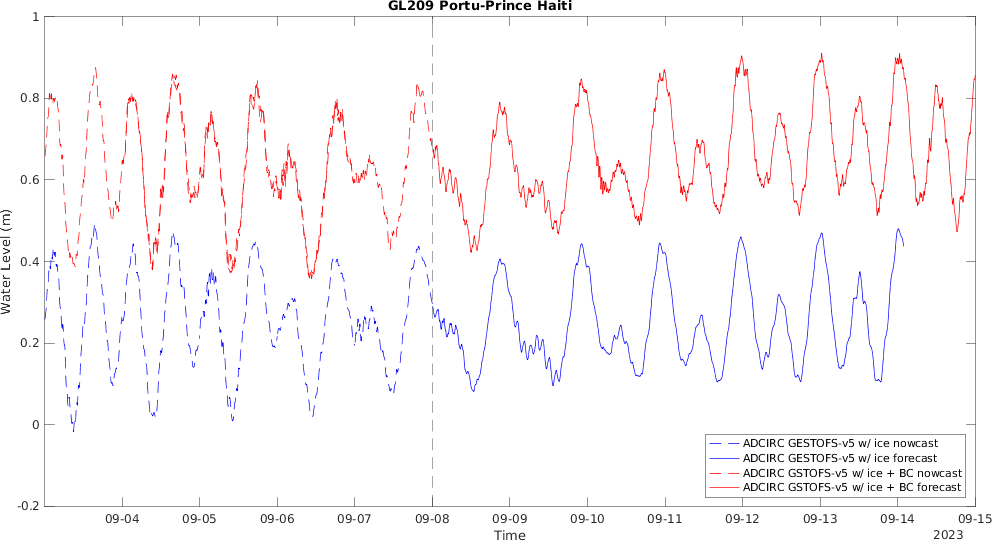 GL209 Portu-Prince Haiti
Water Level (m)
1
0.8
0.6
0.4
0.2
0
-0.2
09-04 09-05 09-06 09-07 09-08 09-09 09-10 09-11 09-12 09-13 09-14 09-15
Time
2023
ADCIRC GESTOFS-v5 w/ ice nowcast
ADCIRC GESTOFS-v5 w/ ice forecast
ADCIRC GSTOFS-v5 w/ ice + BC nowcast
ADCIRC GSTOFS-v5 w/ ice + BC forecast